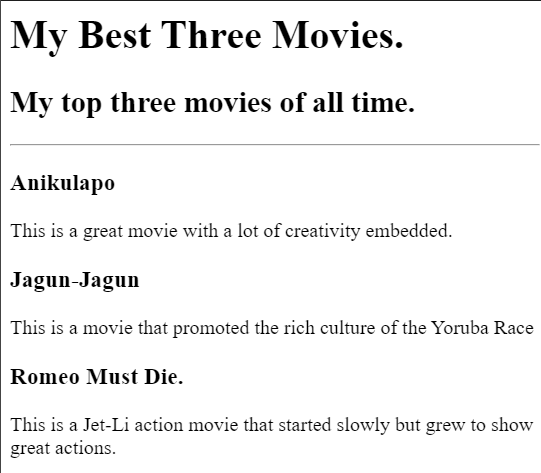 My Best Three Movies.
My top three movies of all time.
Anikulapo
This is a great movie with a lot of creativity embedded.
Jagun-Jagun
This is a movie that promoted the rich culture of the Yoruba Race
Romeo Must Die.
This is a Jet-Li action movie that started slowly but grew to show
great actions.